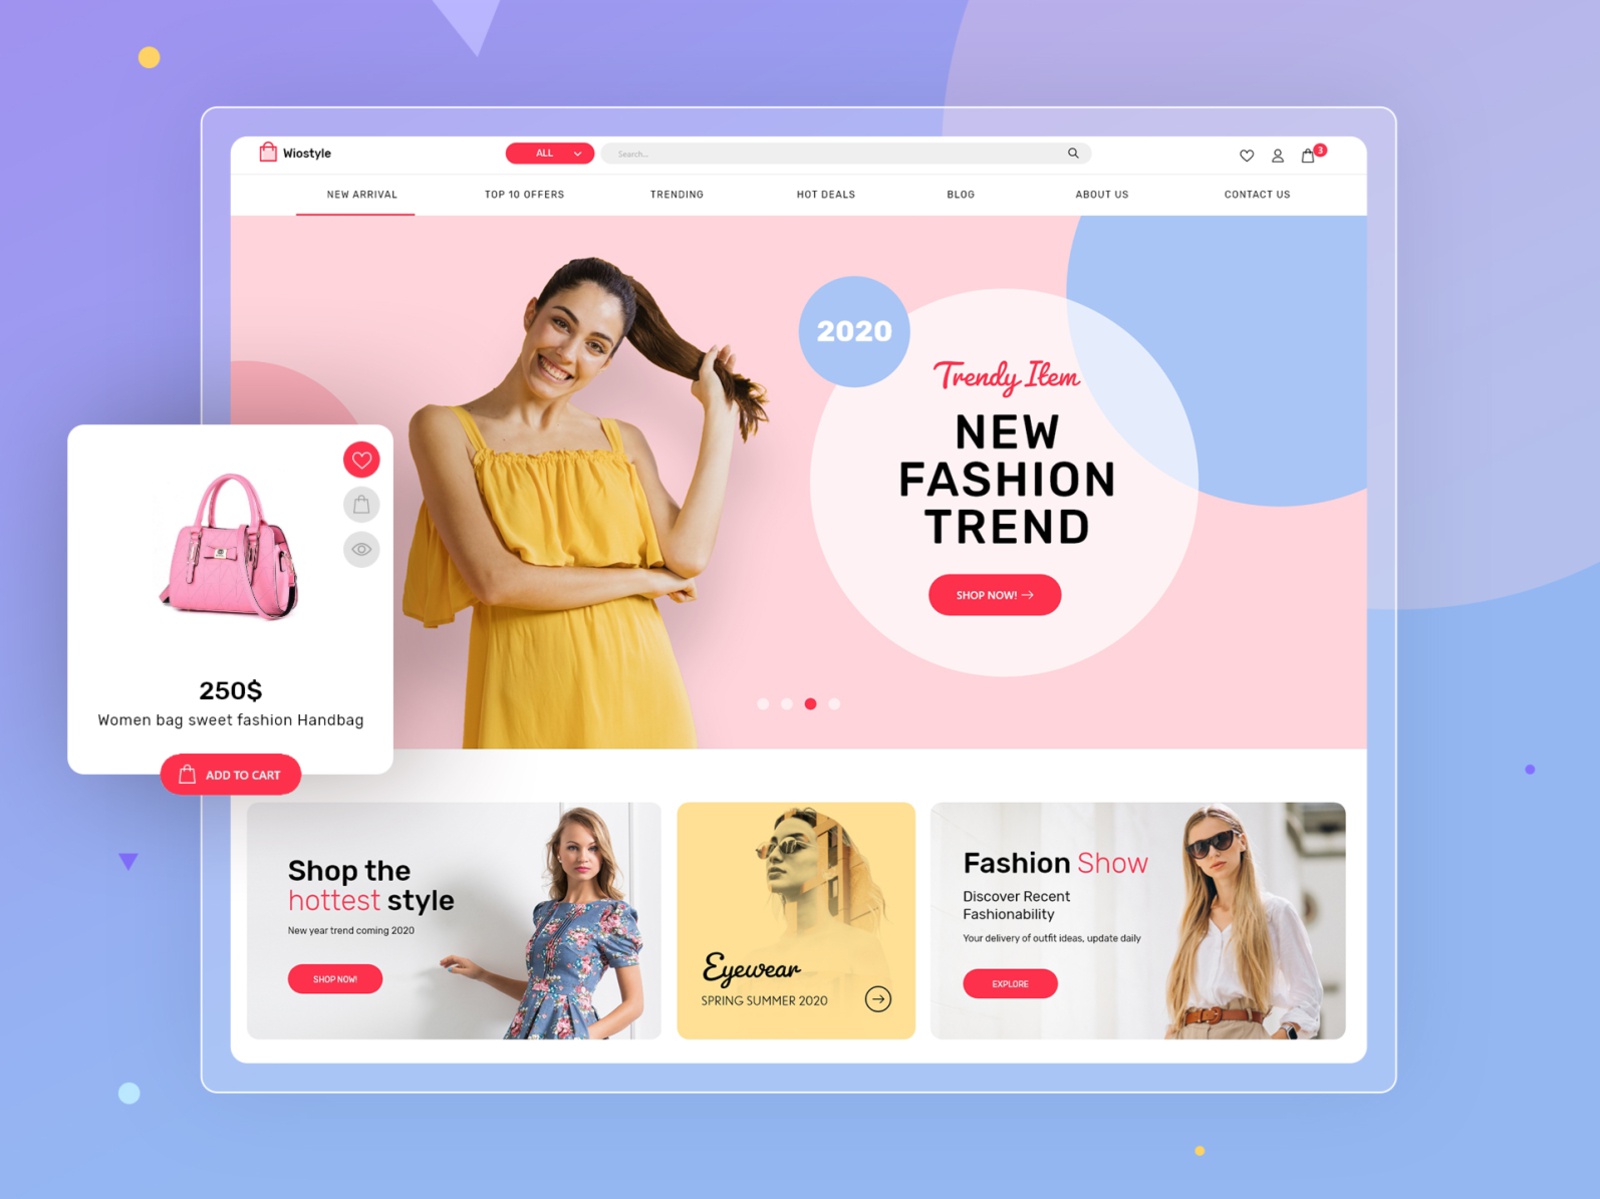 Wiostyle
ALL
Search...
3
NEW ARRIVAL
TOP 10 OFFERS
TRENDING
HOT DEALS
BLOG
ABOUT US
CONTACT US
2020
Trendy Item
NEW
FASHION
TREND
SHOP NOW!
250$
Women bag sweet fashion Handbag
ADD TO CART
Shop the
hottest style
New year trend coming 2020
SHOP NOW!
Eyewear
SPRING SUMMER 2020
Fashion Show
Discover Recent
Fashionability
Your delivery of outfit ideas, update daily
EXPLORE